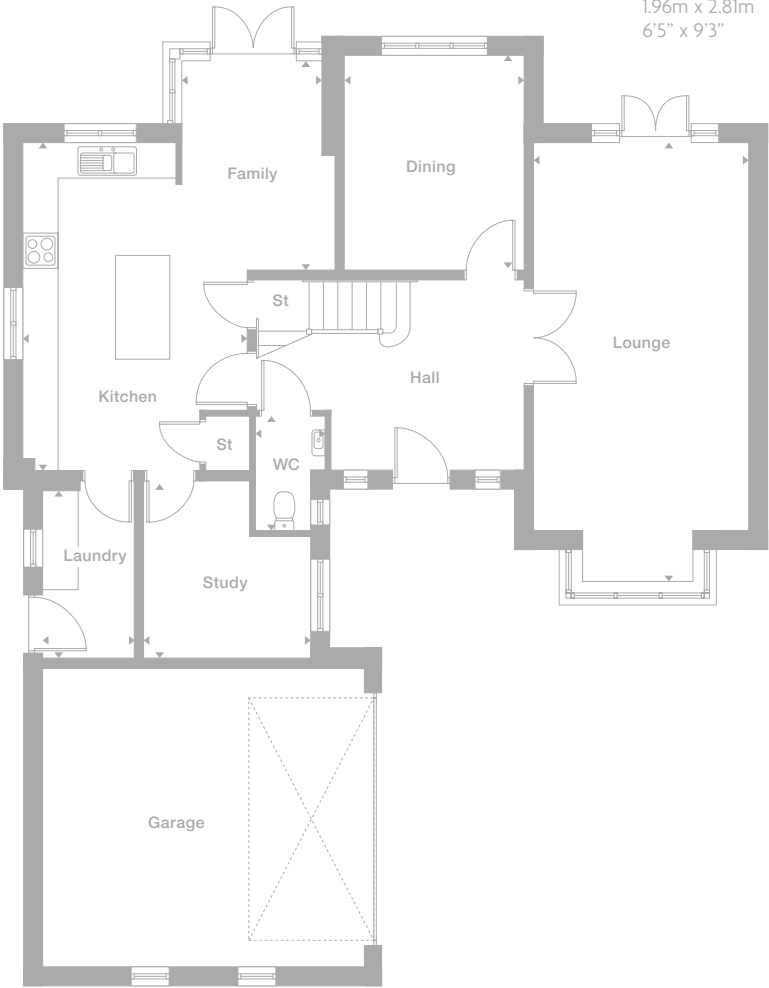 1.96m x 2.81m
6’5” x 9’3”
Family
Dining
St
Lounge
Hall
Kitchen
St
WC
Laundry
Study
Garage